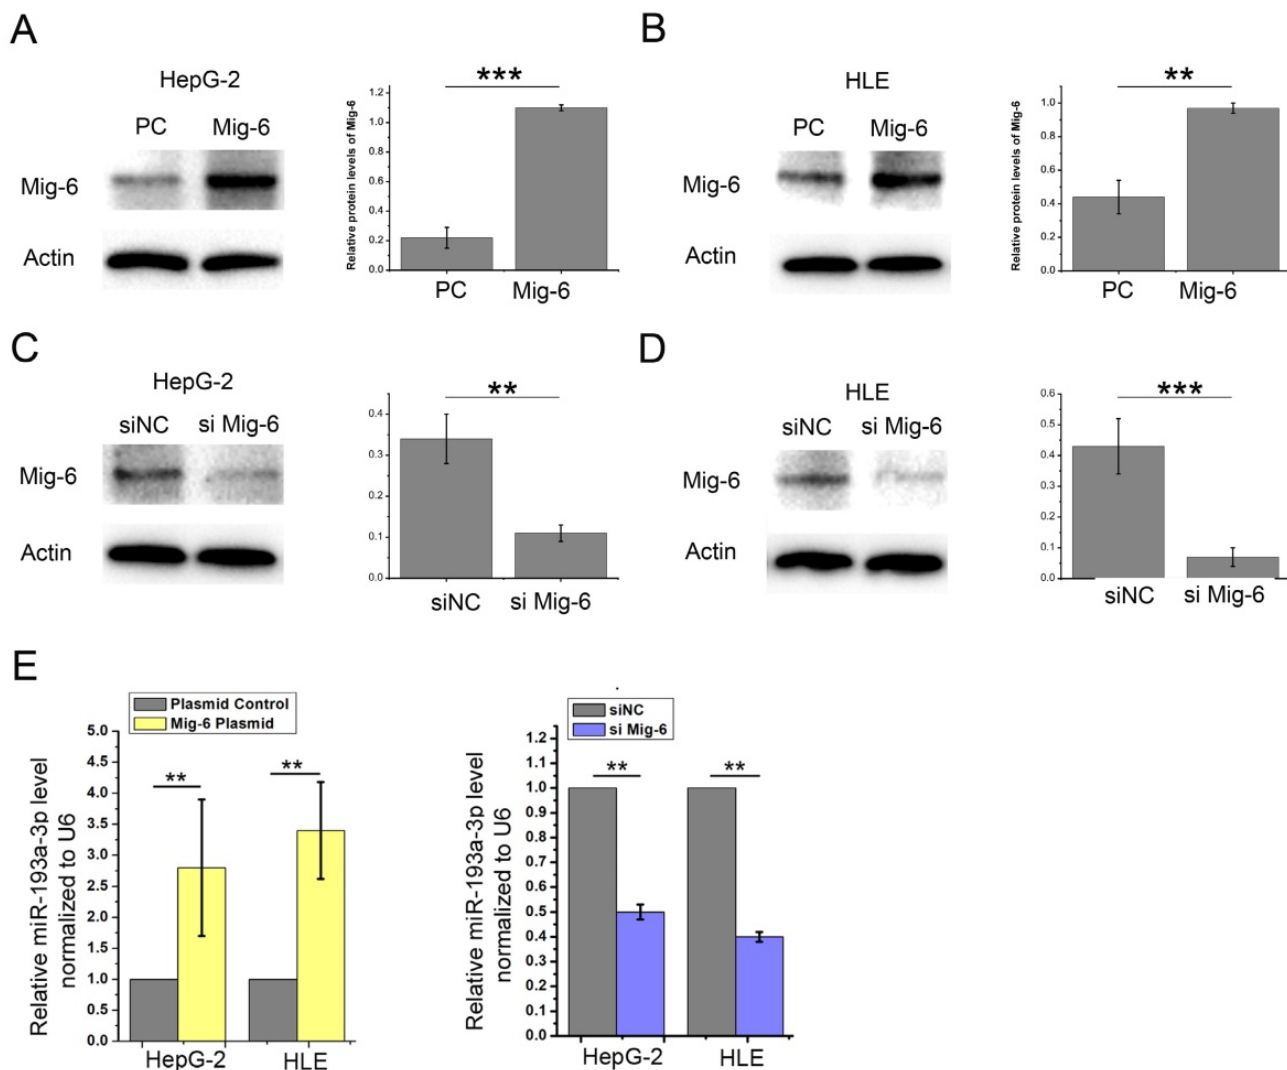 A
HepG-2
PC Mig-6
Mig-6
Actin
***
Relative protein levels of Mig-6
1.2
1.0
0.8
0.6
0.4
0.2
0.0
PC Mig-6
B
HLE
PC Mig-6
Mig-6
Actin
**
Relative protein levels of Mig-6
1.0
0.8
0.6
0.4
0.2
0.0
PC Mig-6
C
HepG-2
siNC si Mig-6
Mig-6
Actin
**
0.4
0.3
0.2
0.1
0.0
siNC si Mig-6
D
HLE
siNC si Mig-6
Mig-6
Actin
***
0.6
0.5
0.4
0.3
0.2
0.1
0.0
siNC si Mig-6
E
Plasmid Control
Mig-6 Plasmid
Relative miR-193a-3p level
normalized to U6
5.0
4.5
4.0
3.5
3.0
2.5
2.0
1.5
1.0
0.5
0.0
** **
HepG-2 HLE
siNC
si Mig-6
Relative miR-193a-3p level
normalized to U6
1.2
1.1
1.0
0.9
0.8
0.7
0.6
0.5
0.4
0.3
0.2
0.1
0.0
** **
HepG-2 HLE